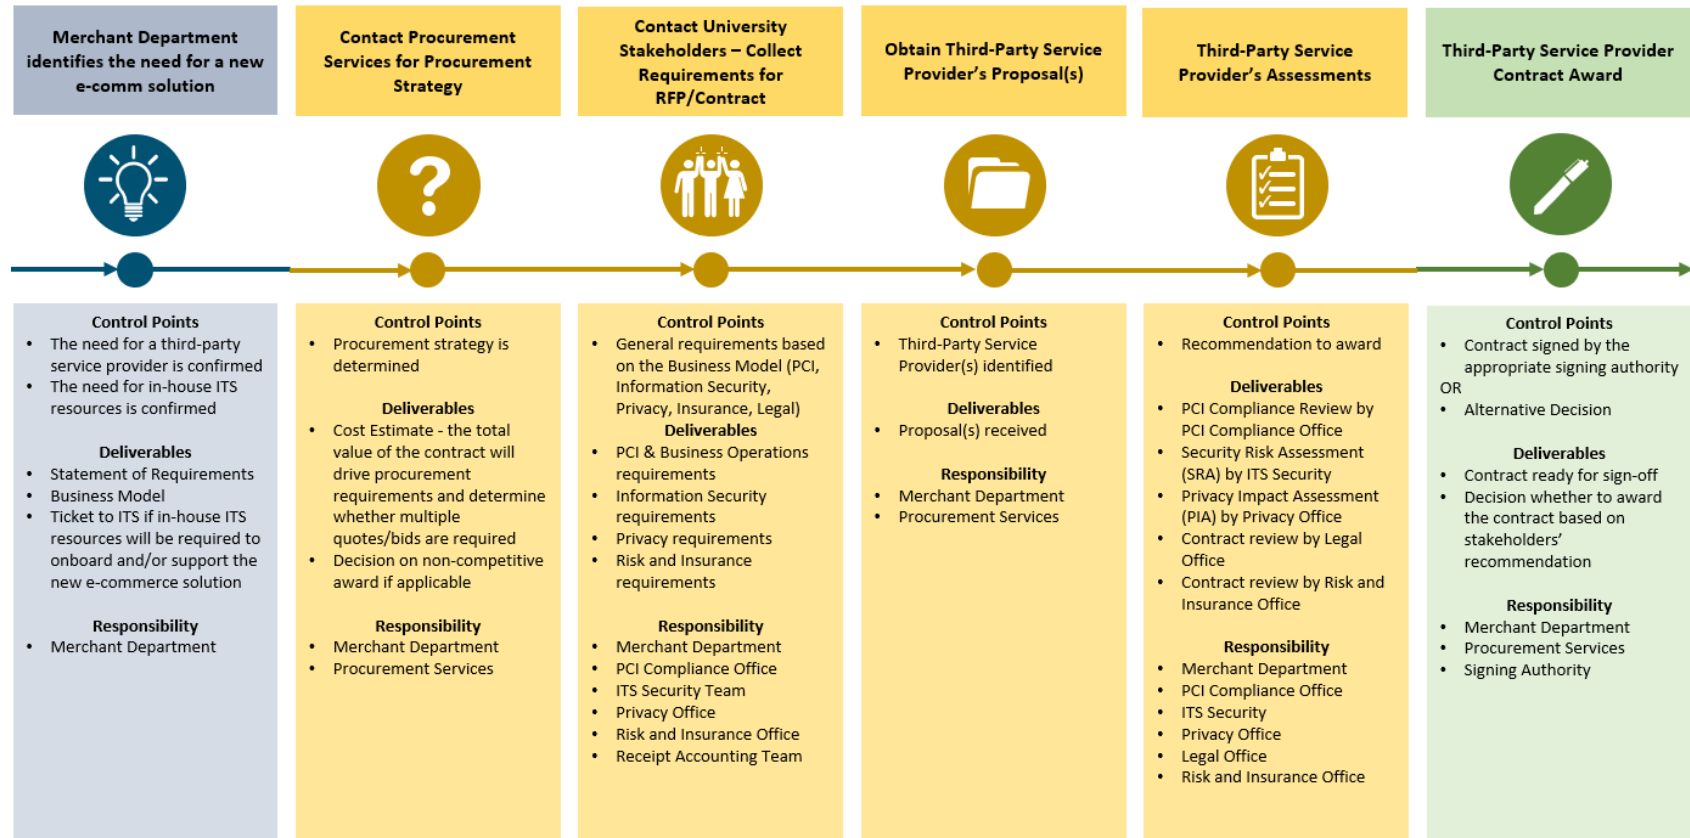 Merchant Department
identifies the need for a new
e-comm solution
Contact Procurement
Services for Procurement
Strategy
Contact University
Stakeholders – Collect
Requirements for
RFP/Contract
Obtain Third-Party Service
Provider's Proposal(s)
Third-Party Service
Provider's Assessments
Third-Party Service Provider
Contract Award
Control Points
• The need for a third-party
service provider is confirmed
• The need for in-house ITS
resources is confirmed
Deliverables
• Statement of Requirements
• Business Model
• Ticket to ITS if in-house ITS
resources will be required to
onboard and/or support the
new e-commerce solution
Responsibility
• Merchant Department
Control Points
• Procurement strategy is
determined
Deliverables
• Cost Estimate - the total
value of the contract will
drive procurement
requirements and determine
whether multiple
quotes/bids are required
• Decision on non-competitive
award if applicable
Responsibility
• Merchant Department
• Procurement Services
Control Points
• General requirements based
on the Business Model (PCI,
Information Security,
Privacy, Insurance, Legal)
Deliverables
• PCI & Business Operations
requirements
• Information Security
requirements
• Privacy requirements
• Risk and Insurance
requirements
Responsibility
• Merchant Department
• PCI Compliance Office
• ITS Security Team
• Privacy Office
• Risk and Insurance Office
• Receipt Accounting Team
Control Points
• Third-Party Service
Provider(s) identified
Deliverables
• Proposal(s) received
Responsibility
• Merchant Department
• Procurement Services
Control Points
• Recommendation to award
Deliverables
• PCI Compliance Review by
PCI Compliance Office
• Security Risk Assessment
(SRA) by ITS Security
• Privacy Impact Assessment
(PIA) by Privacy Office
• Contract review by Legal
Office
• Contract review by Risk and
Insurance Office
Responsibility
• Merchant Department
• PCI Compliance Office
• ITS Security
• Privacy Office
• Legal Office
• Risk and Insurance Office
Control Points
• Contract signed by the
appropriate signing authority
OR
• Alternative Decision
Deliverables
• Contract ready for sign-off
• Decision whether to award
the contract based on
stakeholders'
recommendation
Responsibility
• Merchant Department
• Procurement Services
• Signing Authority